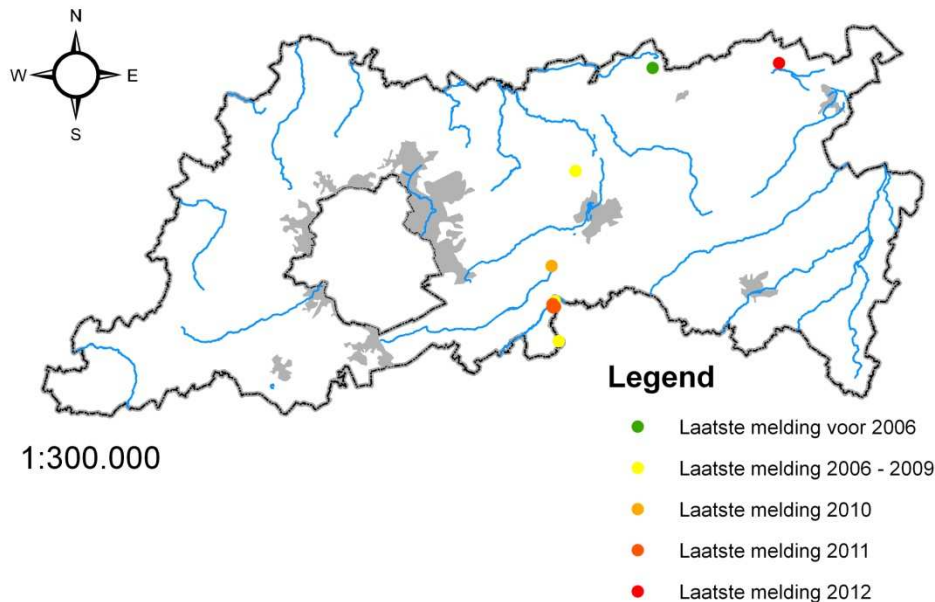 N
W E
S
1:300.000
Legend
Laatste melding voor 2006
Laatste melding 2006 - 2009
Laatste melding 2010
Laatste melding 2011
Laatste melding 2012